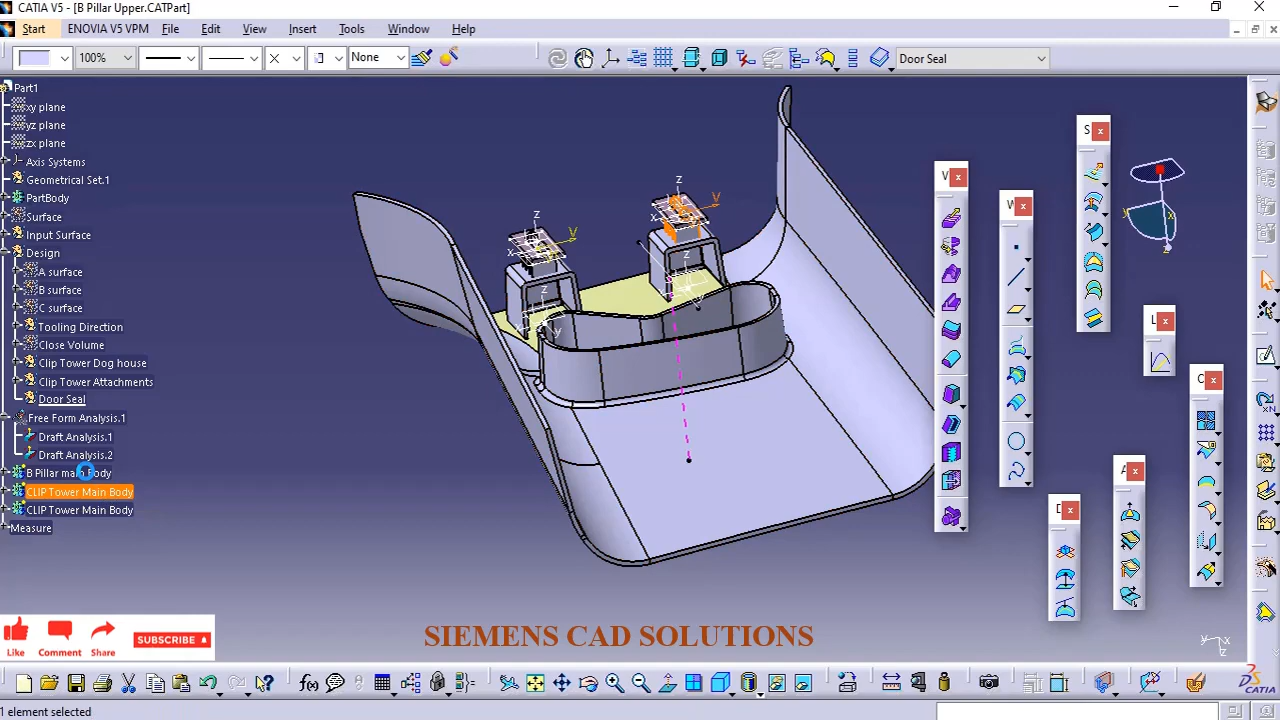 CATIA V5 - [B Pillar Upper.CATPart]
Start ENOVIA V5 VPM File Edit View Insert Tools Window Help
100% None Door Seal
Part1
xy plane
yz plane
zx plane
Axis Systems
Geometrical Set.1
PartBody
Surface
Input Surface
Design
A surface
B surface
C surface
Tooling Direction
Close Volume
Clip Tower Dog house
Clip Tower Attachments
Door Seal
Free Form Analysis.1
Draft Analysis.1
Draft Analysis.2
B Pillar main Body
CLIP Tower Main Body
CLIP Tower Main Body
Measure
z
y
x
z
y
x
z
z
y
V
W
S
L
C
A
D
Like
Comment
Share
SUBSCRIBE
SIEMENS CAD SOLUTIONS
y x
z
f(x)
CATIA
1 element selected